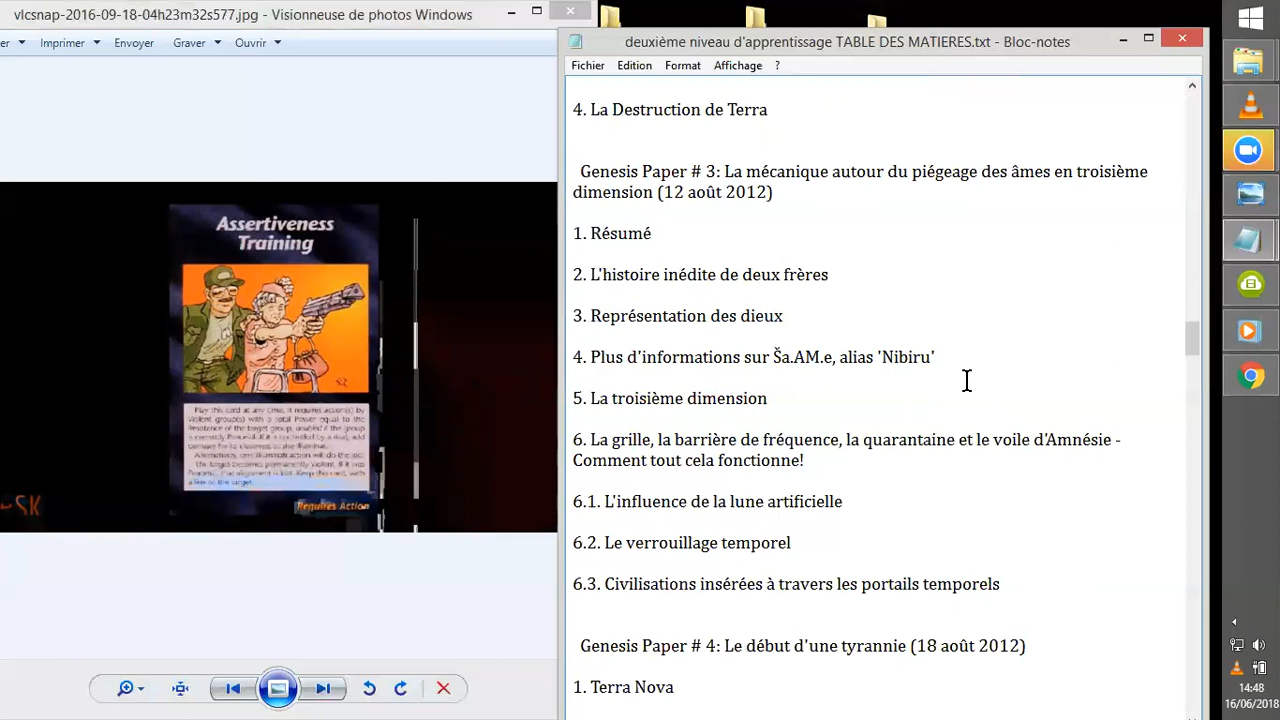 vlcsnap_2016-09-18-04h23m32s577.jpg - Visionneuse de photos Windows
Imprimer
Envoyer
Graver
Ouvrir
Assertiveness
Training
Requires Action
deuxième niveau d'apprentissage TABLE DES MATIERES.txt - Bloc-notes
Fichier Edition Format Affichage ?
4. La Destruction de Terra
Genesis Paper # 3: La mécanique autour du piégeage des âmes en troisième
dimension (12 août 2012)
1. Résumé
2. L'histoire inédite de deux frères
3. Représentation des dieux
4. Plus d'informations sur Ša.AM.e, alias 'Nibiru'
5. La troisième dimension
6. La grille, la barrière de fréquence, la quarantaine et le voile d'Amnésie -
Comment tout cela fonctionne!
6.1. L'influence de la lune artificielle
6.2. Le verrouillage temporel
6.3. Civilisations insérées à travers les portails temporels
Genesis Paper # 4: Le début d'une tyrannie (18 août 2012)
1. Terra Nova
14:48
16/06/2018